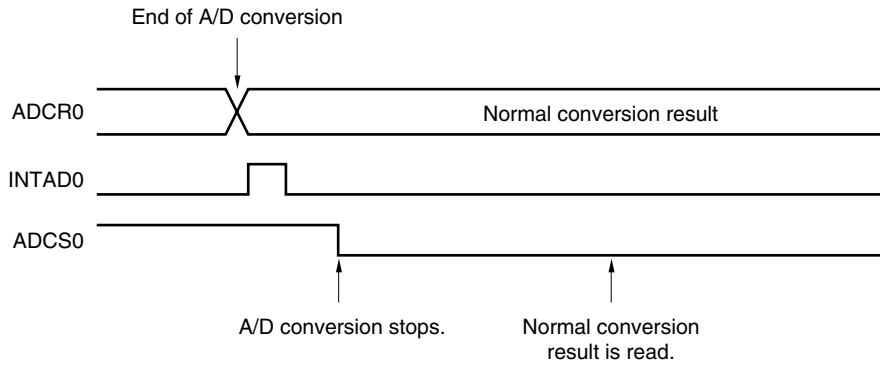 End of A/D conversion
ADCR0
Normal conversion result
INTAD0
ADCS0
A/D conversion stops.
Normal conversion
result is read.